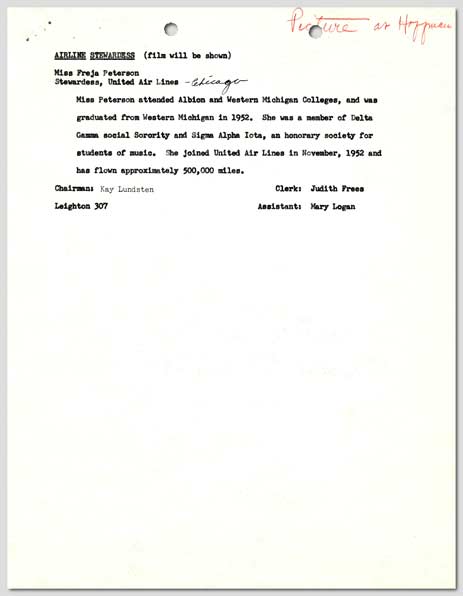 Picture at Hoffman
AIRLINE STEWARDESS (film will be shown)
Miss Freja Peterson
Stewardess, United Air Lines - Chicago
Miss Peterson attended Albion and Western Michigan Colleges, and was
graduated from Western Michigan in 1952. She was a member of Delta
Gamma social Sorority and Sigma Alpha Iota, an honorary society for
students of music. She joined United Air Lines in November, 1952 and
has flown approximately 500,000 miles.
Chairman: Kay Lundsten Clerk: Judith Frees
Leighton 307 Assistant: Mary Logan